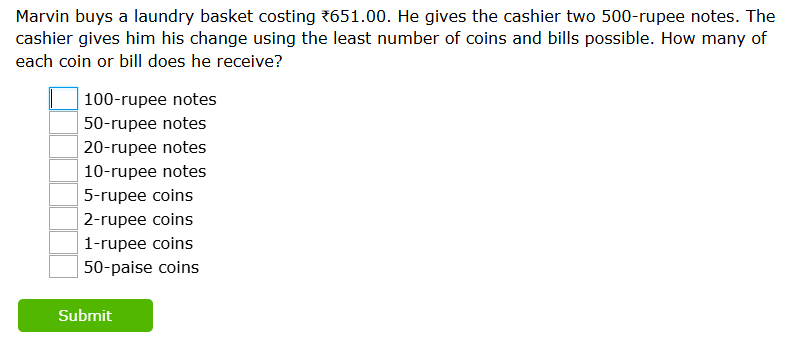 Marvin buys a laundry basket costing ₹651.00. He gives the cashier two 500-rupee notes. The
cashier gives him his change using the least number of coins and bills possible. How many of
each coin or bill does he receive?
100-rupee notes
50-rupee notes
20-rupee notes
10-rupee notes
5-rupee coins
2-rupee coins
1-rupee coins
50-paise coins
Submit